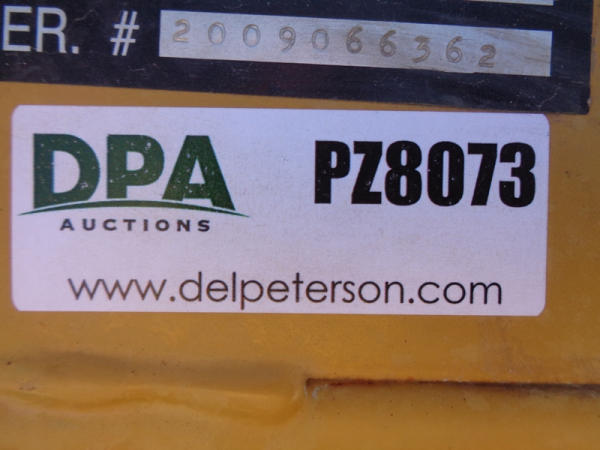 ER. # 2009066362
DPA PZ8073
AUCTIONS
www.delpeterson.com